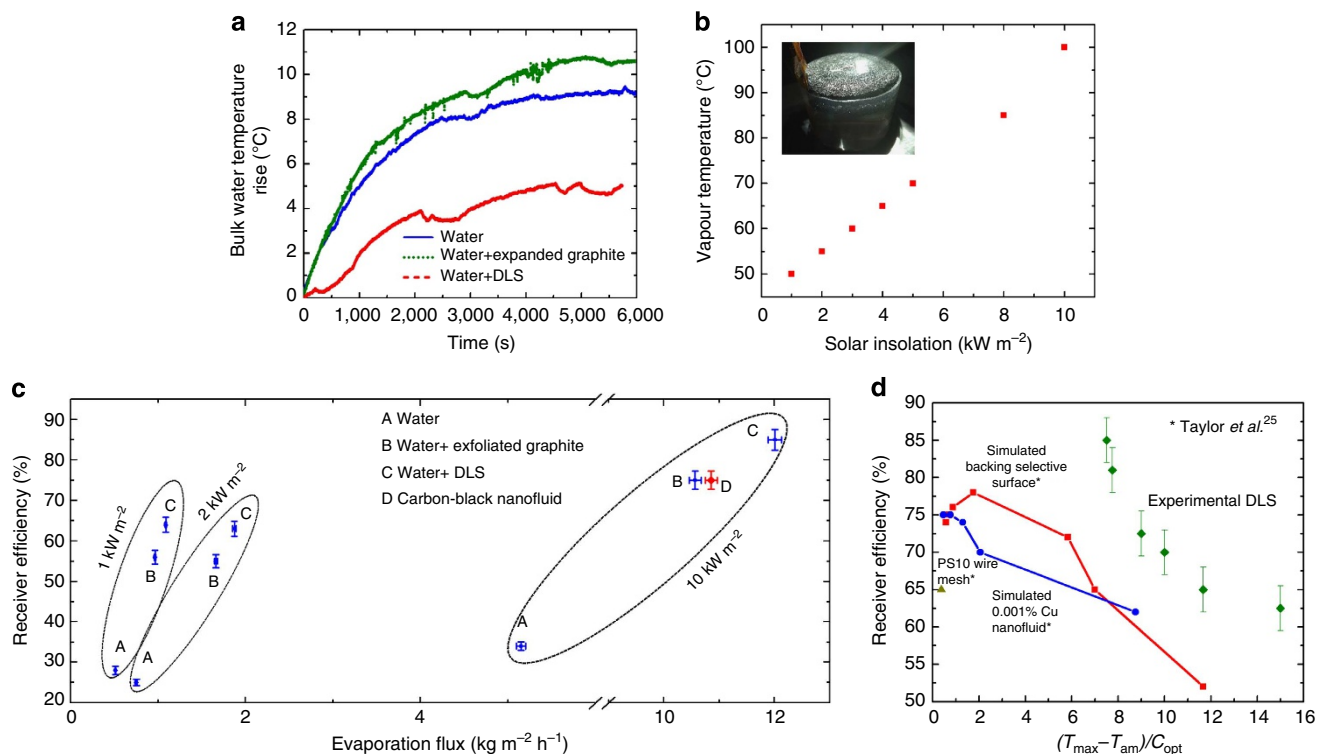 a
12
10
8
6
4
2
0
Bulk water temperature
rise (°C)
Water
Water+expanded graphite
Water+DLS
0
1,000
2,000
3,000
4,000
5,000
6,000
Time (s)
b
100
90
80
70
60
50
Vapour temperature (°C)
0
2
4
6
8
10
Solar insolation (kW m⁻²)
c
90
80
70
60
50
40
30
20
Receiver efficiency (%)
A Water
B Water+ exfoliated graphite
C Water+ DLS
D Carbon-black nanofluid
1 kW m⁻²
C
B
A
2 kW m⁻²
C
B
A
10 kW m⁻²
C
B
D
A
0
2
4
10
12
Evaporation flux (kg m⁻² h⁻¹)
d
90
85
80
75
70
65
60
55
50
Receiver efficiency (%)
* Taylor et al.²⁵
Simulated
backing selective
surface*
Experimental DLS
PS10 wire
mesh*
Simulated
0.001% Cu
nanofluid*
0
2
4
6
8
10
12
14
16
(Tmax–Tam)/Copt